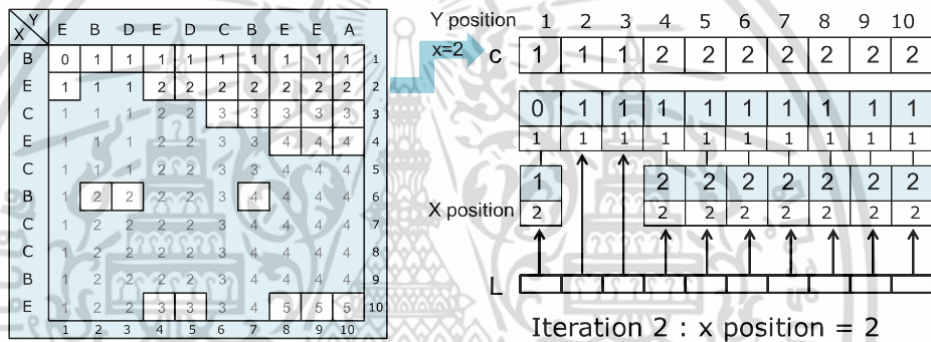 Y
X E B D E D C B E E A
B 0 1 1 1 1 1 1 1 1 1 1
E 1 1 1 2 2 2 2 2 2 2 2
C 1 1 1 2 2 3 3 3 3 3 3
E 1 1 1 2 2 3 3 4 4 4 4
C 1 1 1 2 2 3 3 4 4 4 5
B 1 2 2 2 2 3 4 4 4 4 6
C 1 2 2 2 2 3 4 4 4 4 7
C 1 2 2 2 2 3 4 4 4 4 8
B 1 2 2 2 2 3 4 4 4 4 9
E 1 2 2 3 3 3 4 5 5 5 10
1 2 3 4 5 6 7 8 9 10
x=2
Y position 1 2 3 4 5 6 7 8 9 10
C 1 1 1 2 2 2 2 2 2 2
0 1 1 1 1 1 1 1 1 1
1 1 1 1 1 1 1 1 1 1
1 2 2 2 2 2 2 2
X position 2 2 2 2 2 2 2 2
L
Iteration 2 : x position = 2